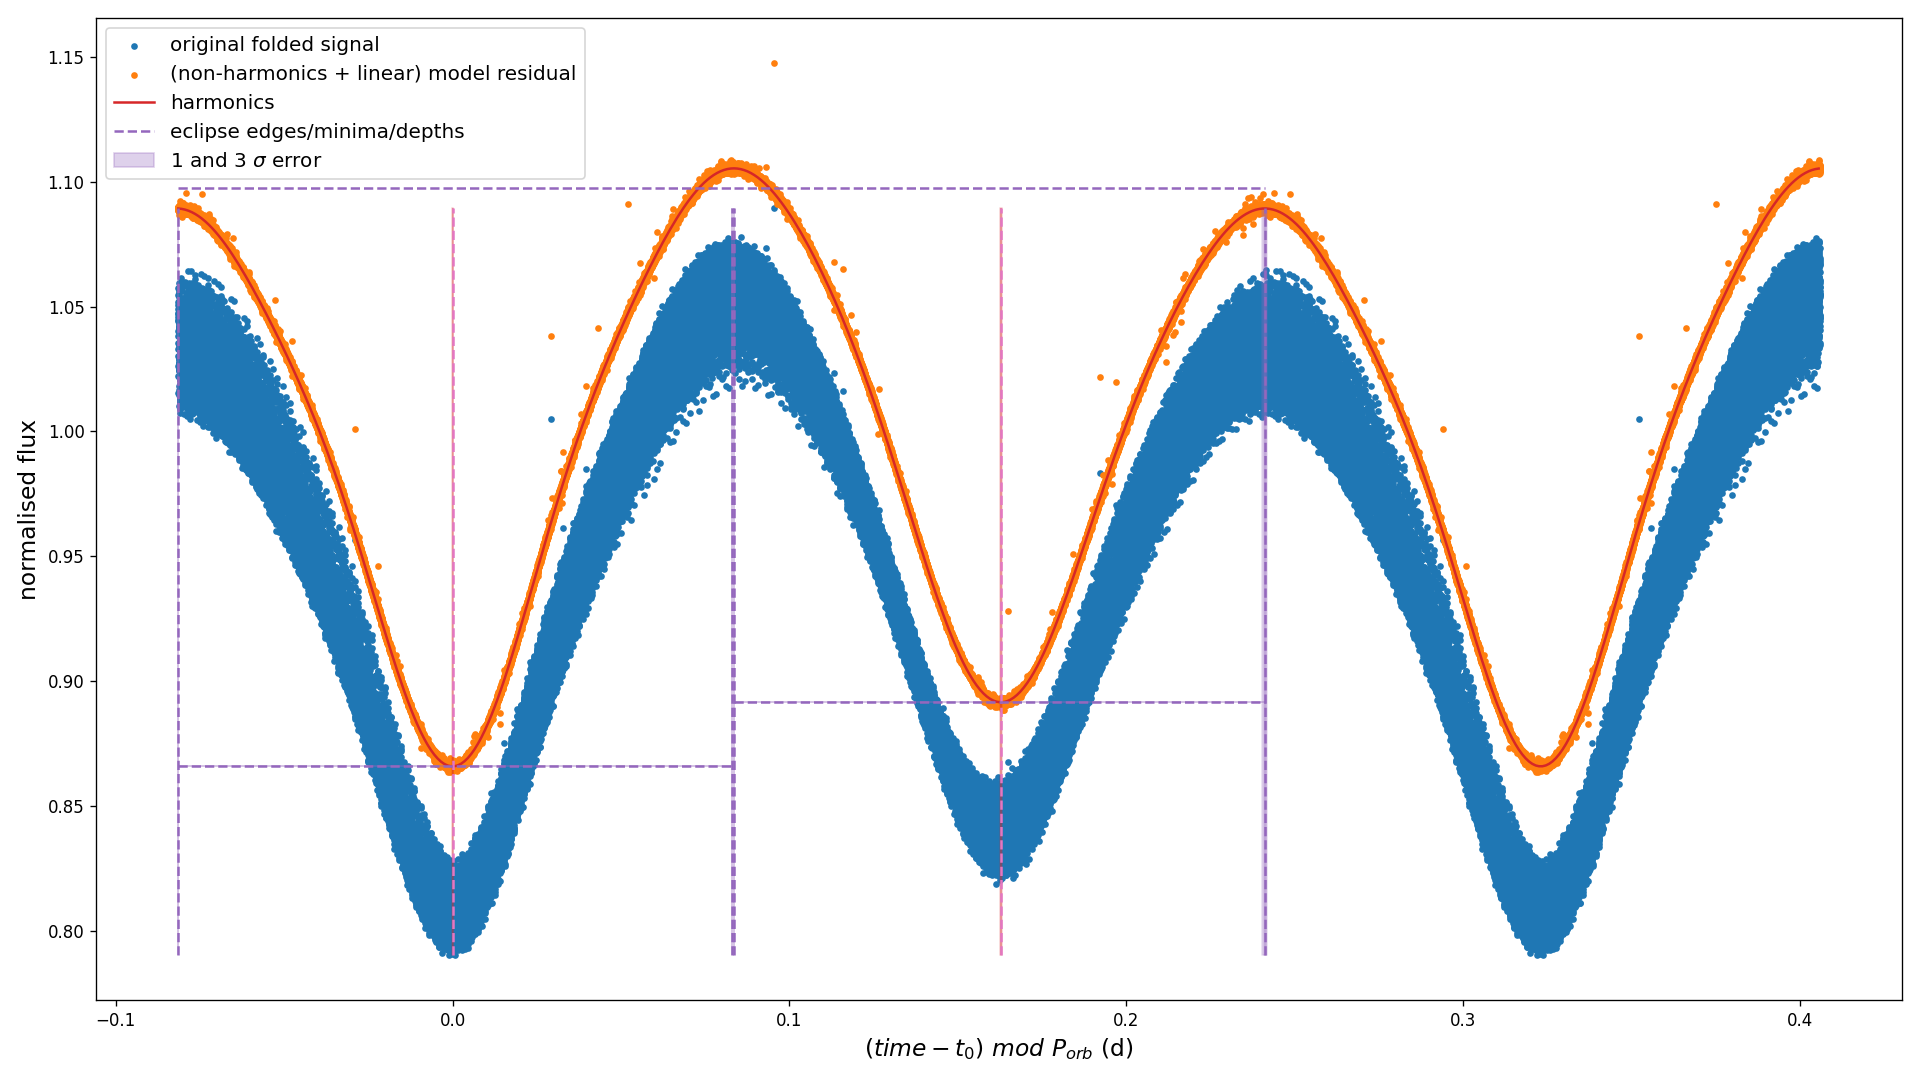 original folded signal
(non-harmonics + linear) model residual
harmonics
eclipse edges/minima/depths
1 and 3 σ error
normalised flux
1.15
1.10
1.05
1.00
0.95
0.90
0.85
0.80
−0.1 0.0 0.1 0.2 0.3 0.4
(time − t₀) mod Pₒᵣ♭ (d)